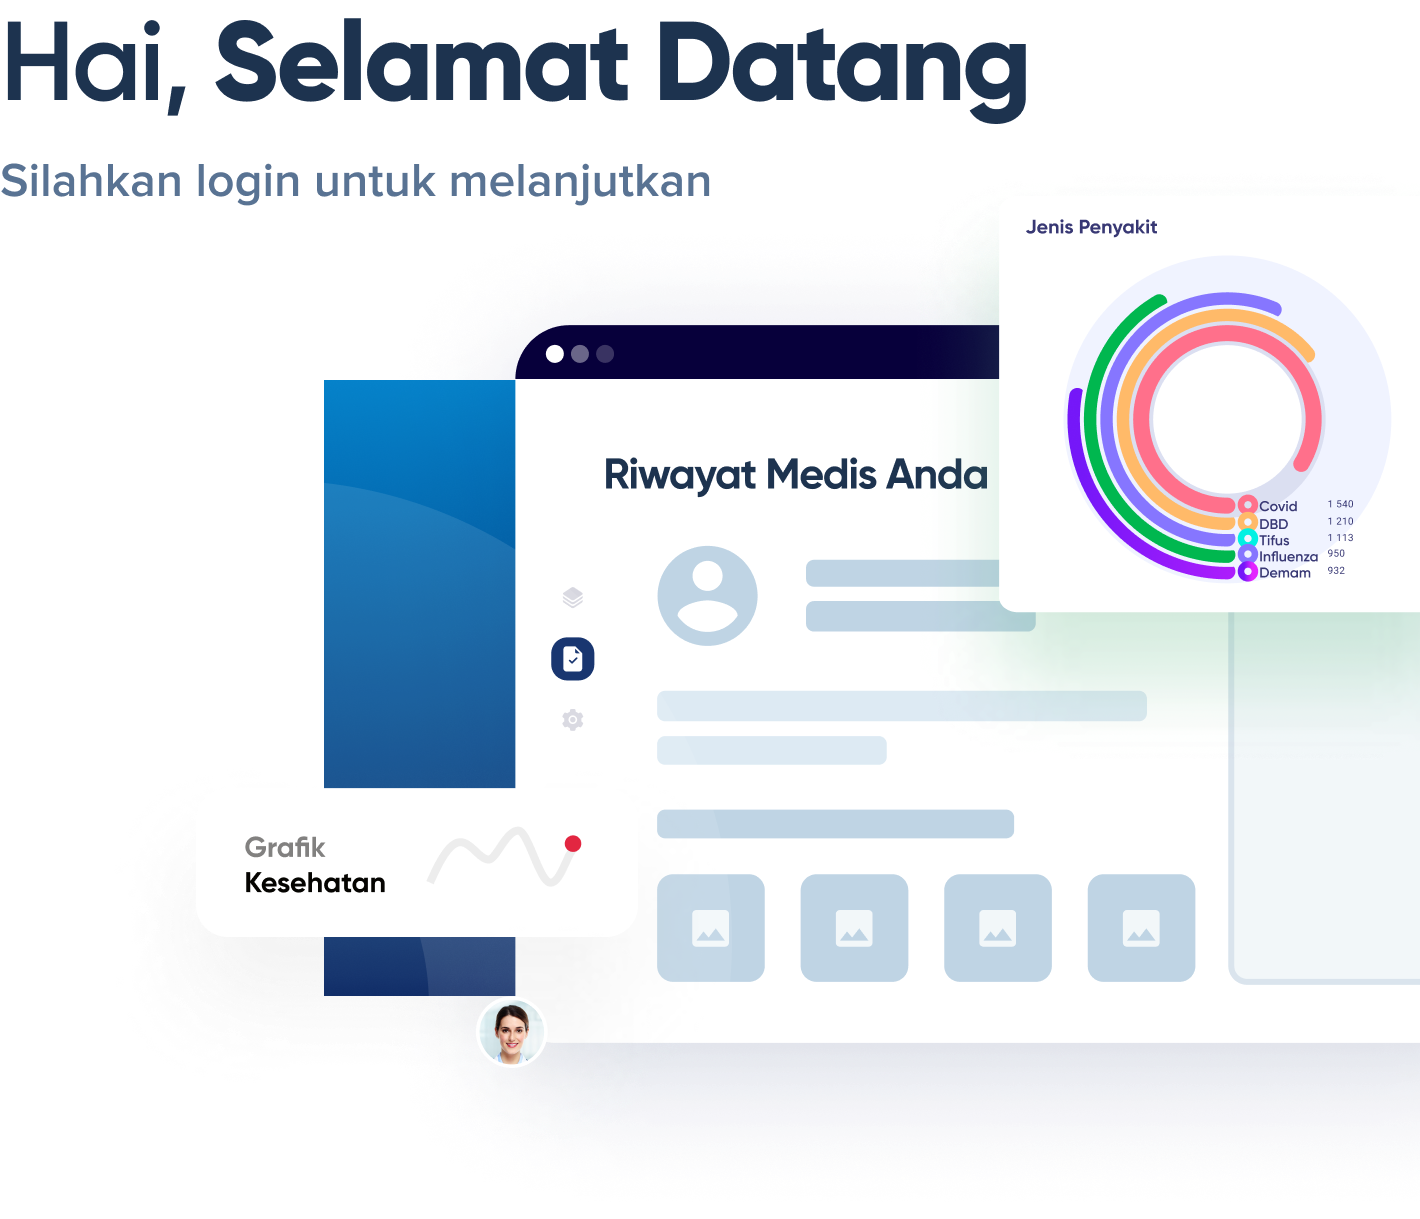 Hai, Selamat Datang
Silahkan login untuk melanjutkan
Jenis Penyakit
Covid 1 540
DBD 1 210
Tifus 1 113
Influenza 950
Demam 932
Riwayat Medis Anda
Grafik
Kesehatan